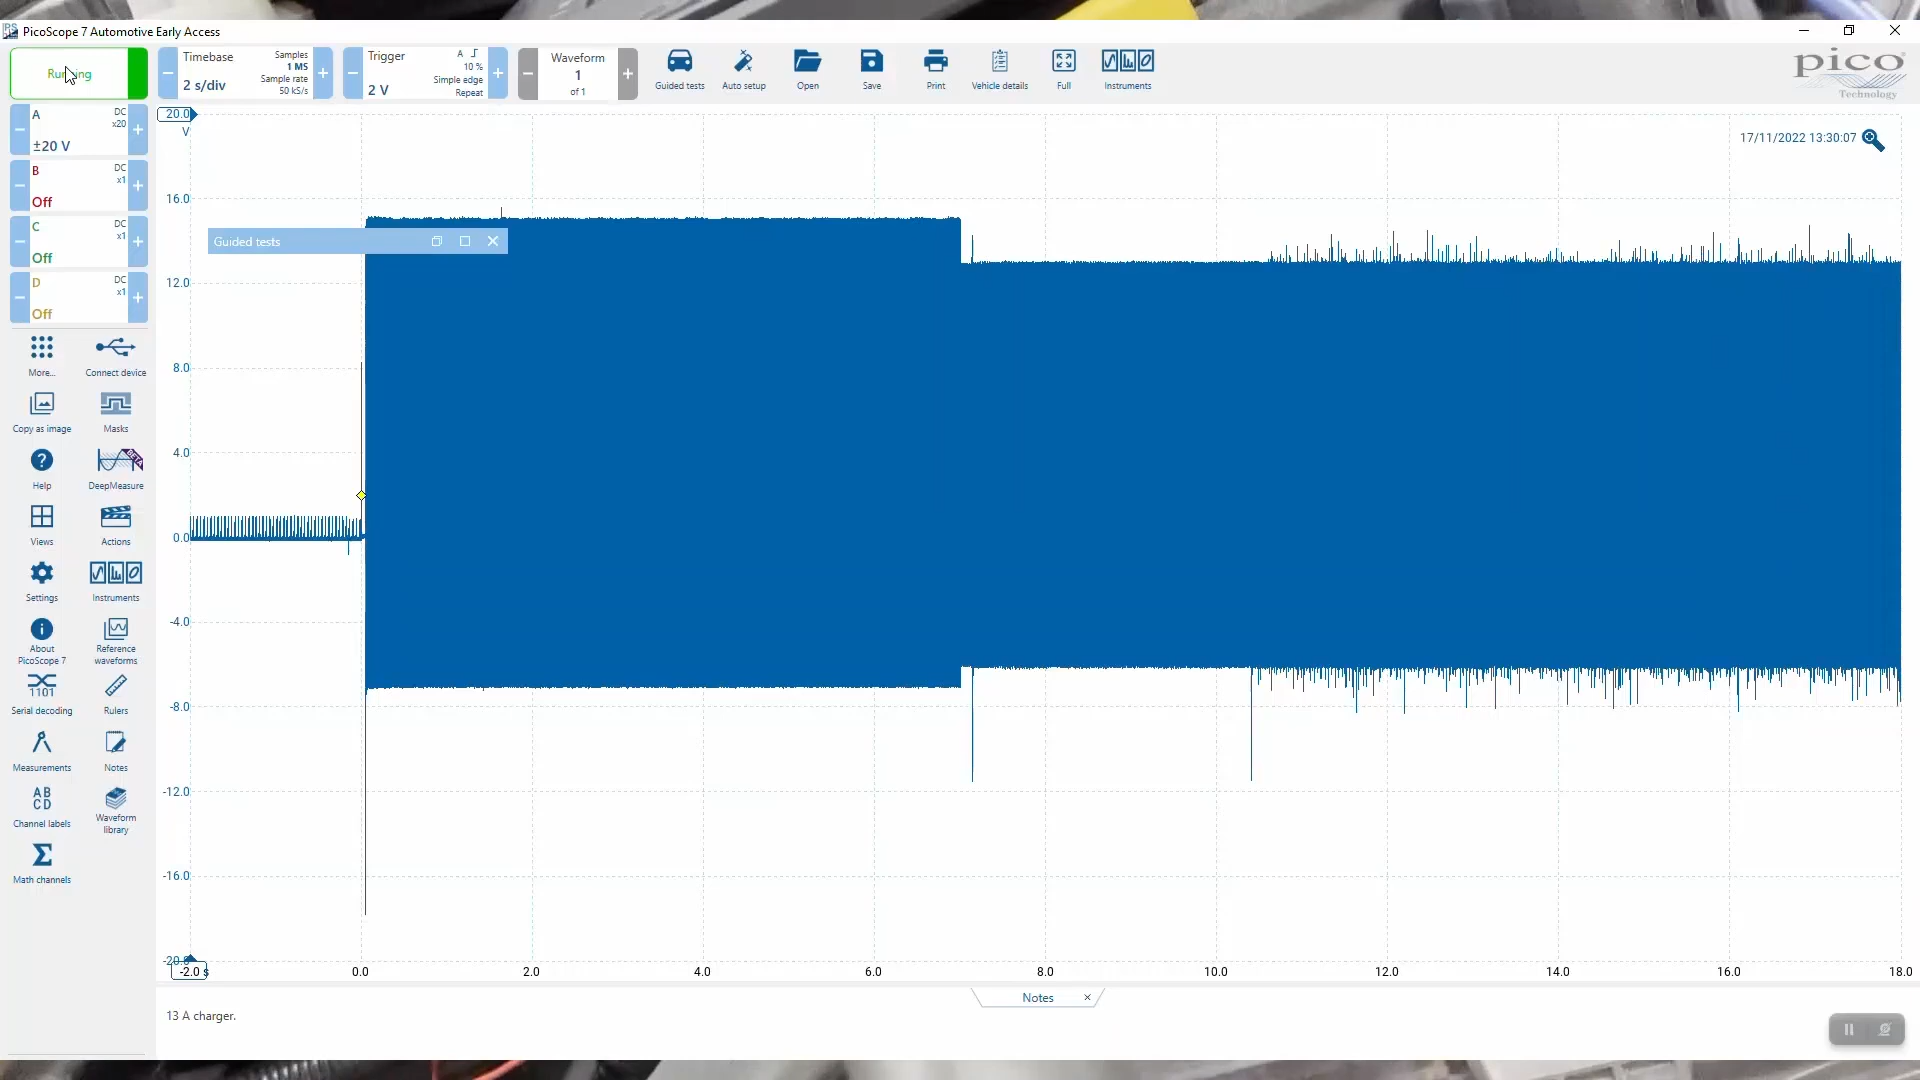 PicoScope 7 Automotive Early Access
Running
Timebase
2 s/div
Samples
1 MS
Sample rate
50 kS/s
Trigger
2 V
A
10 %
Simple edge
Repeat
Waveform
1
of 1
Guided tests
Auto setup
Open
Save
Print
Vehicle details
Full
Instruments
pico
Technology
A
DC
x20
±20 V
B
DC
x1
Off
C
DC
x1
Off
D
DC
x1
Off
More...
Connect device
Copy as image
Masks
Help
DeepMeasure
BETA
Views
Actions
Settings
Instruments
About
PicoScope 7
Reference
waveforms
1101
Serial decoding
Rulers
Measurements
Notes
A B
C D
Channel labels
Waveform
library
Σ
Math channels
20.0
V
16.0
12.0
8.0
4.0
0.0
-4.0
-8.0
-12.0
-16.0
-20.0
17/11/2022 13:30:07
Guided tests
-2.0 s
0.0
2.0
4.0
6.0
8.0
10.0
12.0
14.0
16.0
18.0
Notes
13 A charger.